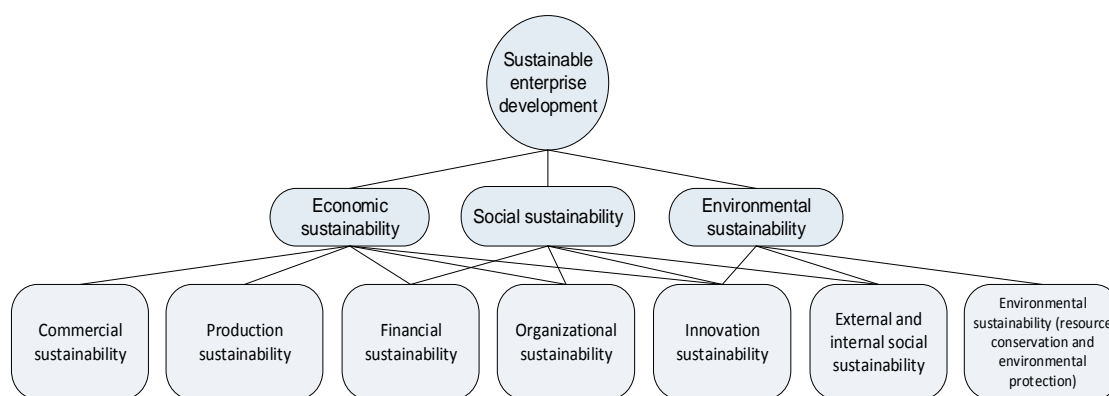 Sustainable
enterprise
development
Economic
sustainability
Social sustainability
Environmental
sustainability
Commercial
sustainability
Production
sustainability
Financial
sustainability
Organizational
sustainability
Innovation
sustainability
External and
internal social
sustainability
Environmental
sustainability (resource
conservation and
environmental
protection)